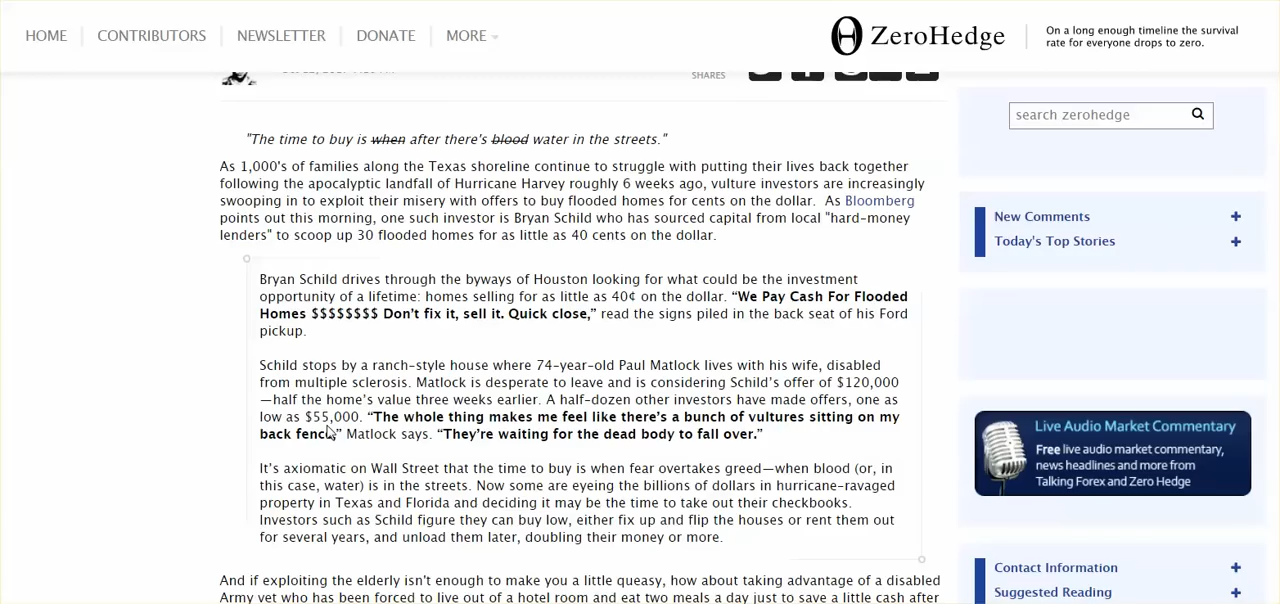 HOME
CONTRIBUTORS
NEWSLETTER
DONATE
MORE
ZeroHedge
On a long enough timeline the survival
rate for everyone drops to zero.
SHARES
search zerohedge
"The time to buy is when after there's blood water in the streets."
As 1,000's of families along the Texas shoreline continue to struggle with putting their lives back together
following the apocalyptic landfall of Hurricane Harvey roughly 6 weeks ago, vulture investors are increasingly
swooping in to exploit their misery with offers to buy flooded homes for cents on the dollar.  As Bloomberg
points out this morning, one such investor is Bryan Schild who has sourced capital from local "hard-money
lenders" to scoop up 30 flooded homes for as little as 40 cents on the dollar.
Bryan Schild drives through the byways of Houston looking for what could be the investment
opportunity of a lifetime: homes selling for as little as 40¢ on the dollar. “We Pay Cash For Flooded
Homes $$$$$$$$ Don’t fix it, sell it. Quick close,” read the signs piled in the back seat of his Ford
pickup.
Schild stops by a ranch-style house where 74-year-old Paul Matlock lives with his wife, disabled
from multiple sclerosis. Matlock is desperate to leave and is considering Schild’s offer of $120,000
—half the home’s value three weeks earlier. A half-dozen other investors have made offers, one as
low as $55,000. “The whole thing makes me feel like there’s a bunch of vultures sitting on my
back fence,” Matlock says. “They’re waiting for the dead body to fall over.”
It’s axiomatic on Wall Street that the time to buy is when fear overtakes greed—when blood (or, in
this case, water) is in the streets. Now some are eyeing the billions of dollars in hurricane-ravaged
property in Texas and Florida and deciding it may be the time to take out their checkbooks.
Investors such as Schild figure they can buy low, either fix up and flip the houses or rent them out
for several years, and unload them later, doubling their money or more.
And if exploiting the elderly isn't enough to make you a little queasy, how about taking advantage of a disabled
Army vet who has been forced to live out of a hotel room and eat two meals a day just to save a little cash after
New Comments
Today's Top Stories
Live Audio Market Commentary
Free live audio market commentary,
news headlines and more from
Talking Forex and Zero Hedge
Contact Information
Suggested Reading